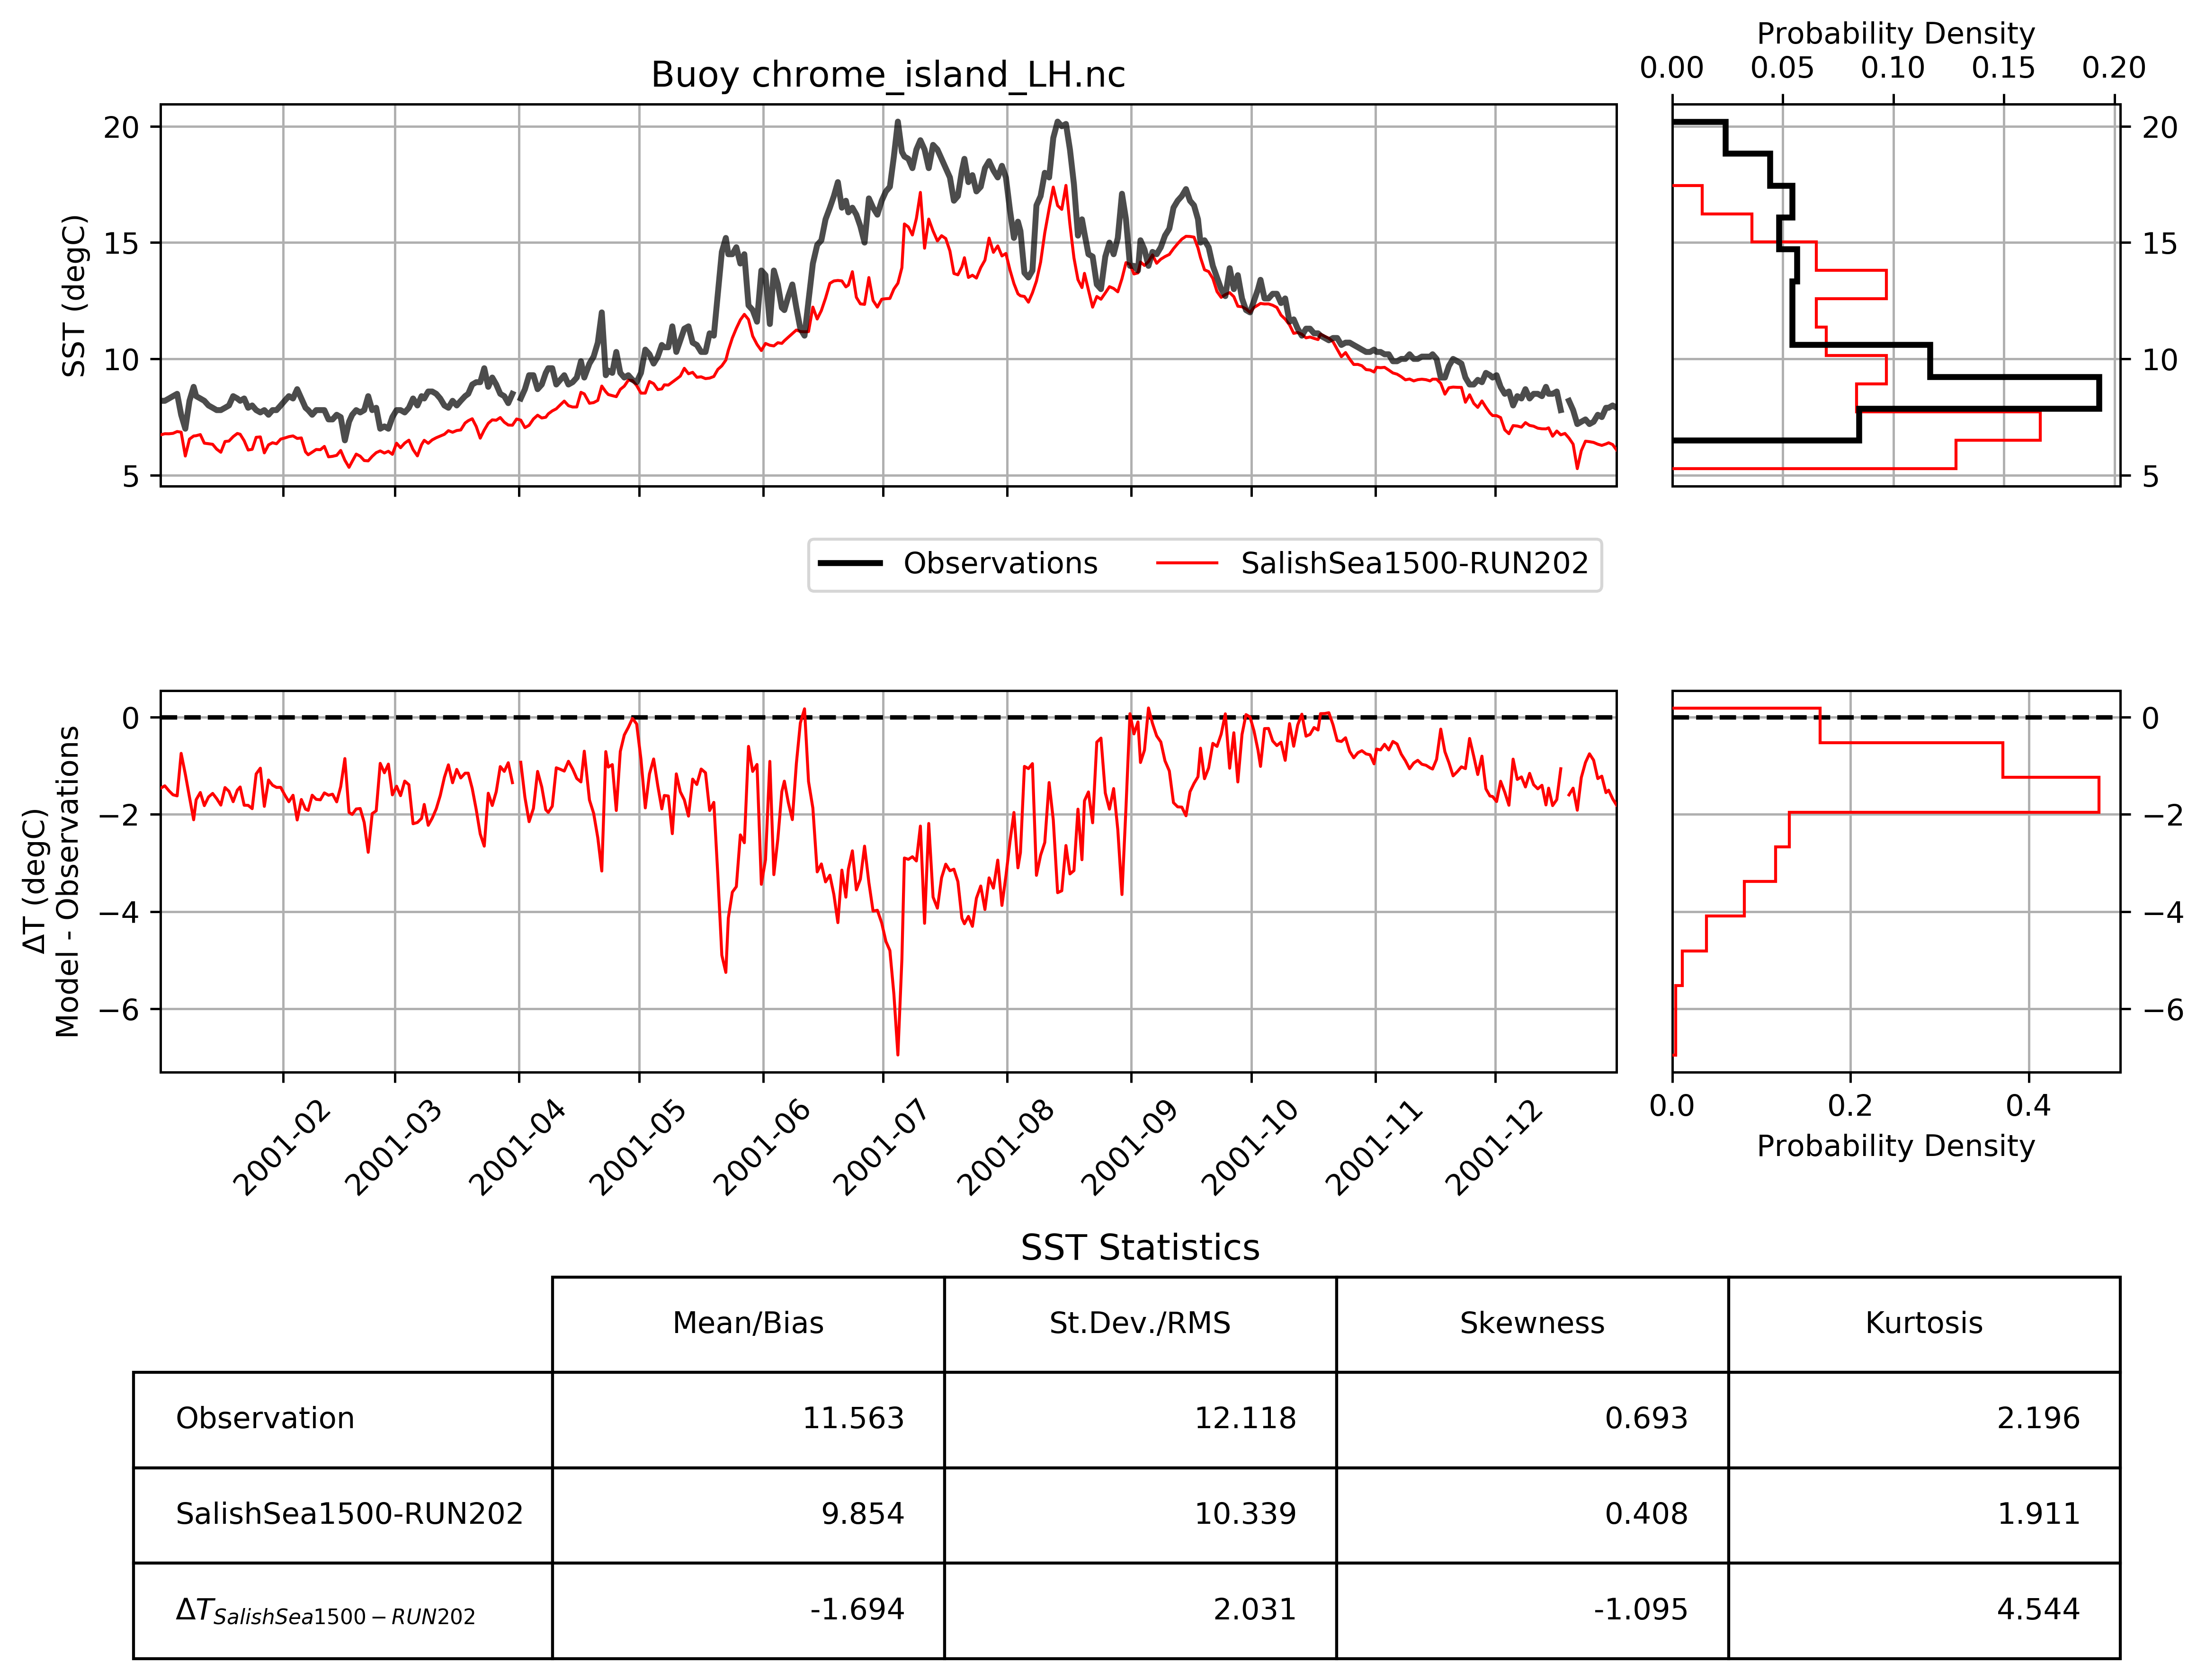 Probability Density
0.00 0.05 0.10 0.15 0.20
Buoy chrome_island_LH.nc
20
15
10
5
SST (degC)
20
15
10
5
Observations SalishSea1500-RUN202
0
−2
−4
−6
ΔT (degC)
Model - Observations
0
−2
−4
−6
0.0 0.2 0.4
Probability Density
2001-02 2001-03 2001-04 2001-05 2001-06 2001-07 2001-08 2001-09 2001-10 2001-11 2001-12
SST Statistics
Mean/Bias St.Dev./RMS Skewness Kurtosis
Observation 11.563 12.118 0.693 2.196
SalishSea1500-RUN202 9.854 10.339 0.408 1.911
ΔT SalishSea1500−RUN202 -1.694 2.031 -1.095 4.544